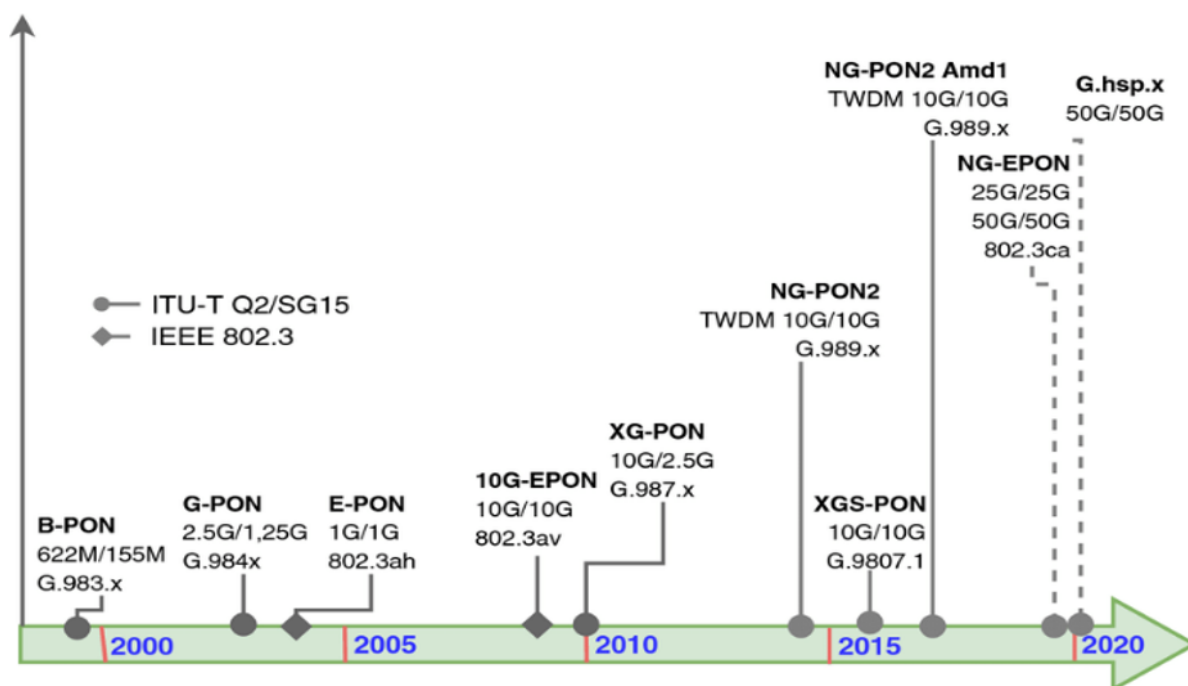 NG-PON2 Amd1
TWDM 10G/10G
G.989.x
G.hsp.x
50G/50G
NG-EPON
25G/25G
50G/50G
802.3ca
ITU-T Q2/SG15
IEEE 802.3
NG-PON2
TWDM 10G/10G
G.989.x
XG-PON
10G/2.5G
G.987.x
10G-EPON
10G/10G
802.3av
B-PON
622M/155M
G.983.x
G-PON
2.5G/1,25G
G.984x
E-PON
1G/1G
802.3ah
XGS-PON
10G/10G
G.9807.1
2000
2005
2010
2015
2020